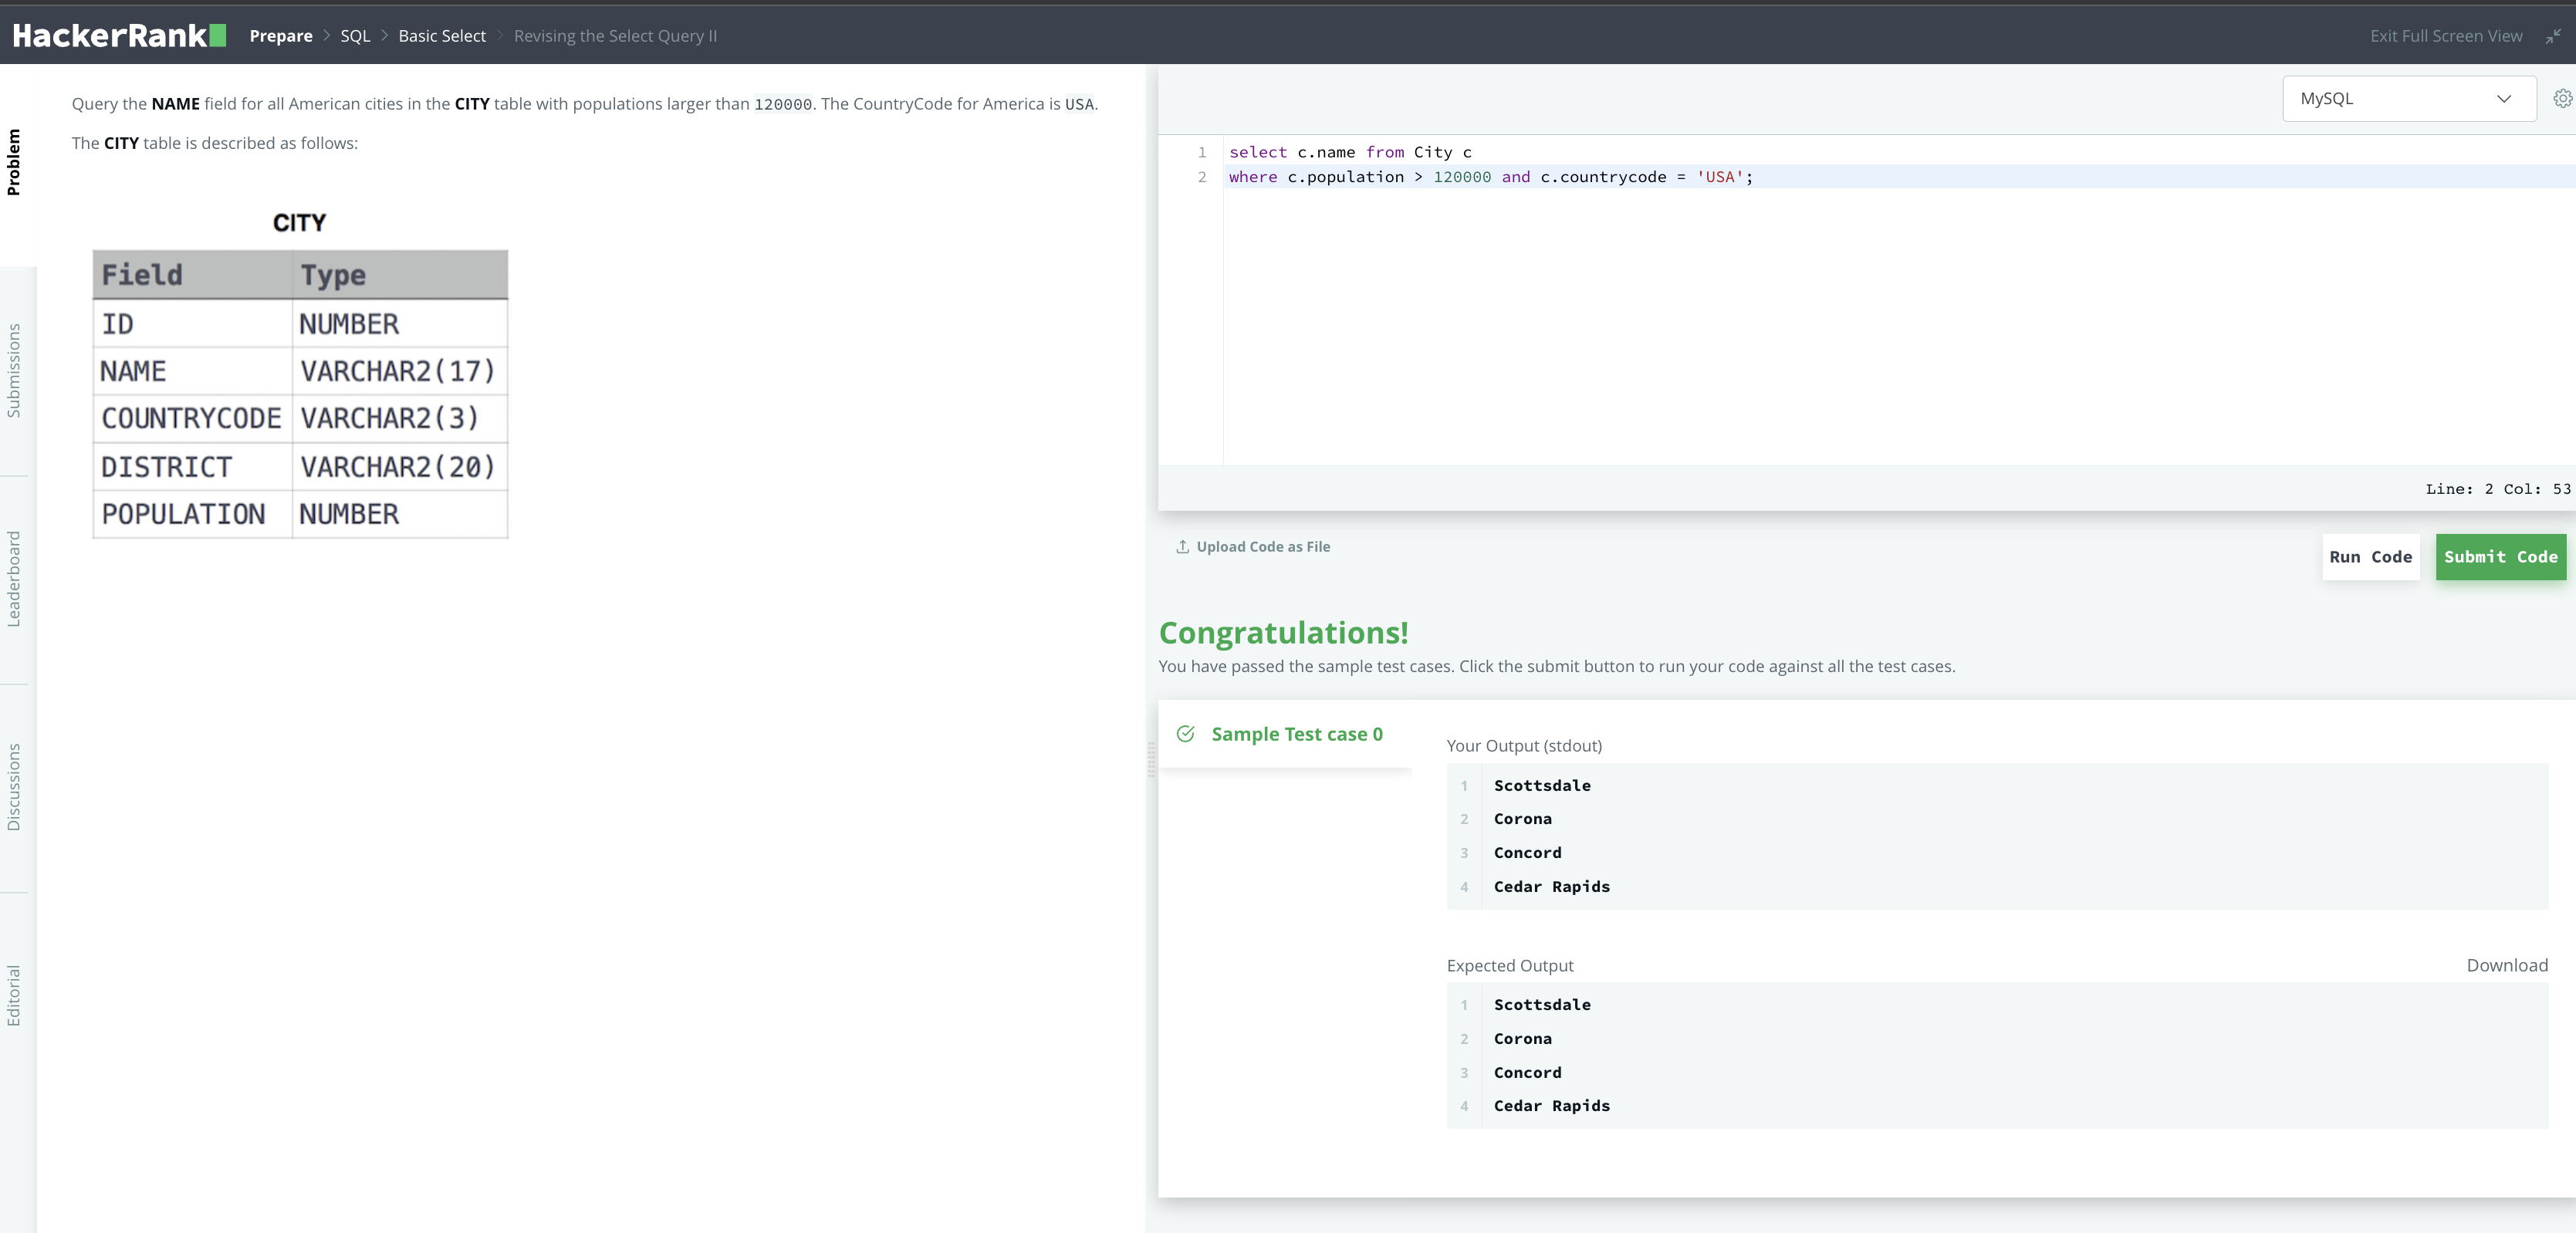 HackerRank Prepare > SQL > Basic Select > Revising the Select Query II Exit Full Screen View
Problem
Submissions
Leaderboard
Discussions
Editorial
Query the NAME field for all American cities in the CITY table with populations larger than 120000. The CountryCode for America is USA.
The CITY table is described as follows:
CITY
Field Type
ID NUMBER
NAME VARCHAR2(17)
COUNTRYCODE VARCHAR2(3)
DISTRICT VARCHAR2(20)
POPULATION NUMBER
MySQL
1 select c.name from City c
2 where c.population > 120000 and c.countrycode = 'USA';
Line: 2 Col: 53
Upload Code as File
Run Code Submit Code
Congratulations!
You have passed the sample test cases. Click the submit button to run your code against all the test cases.
Sample Test case 0
Your Output (stdout)
1 Scottsdale
2 Corona
3 Concord
4 Cedar Rapids
Expected Output Download
1 Scottsdale
2 Corona
3 Concord
4 Cedar Rapids